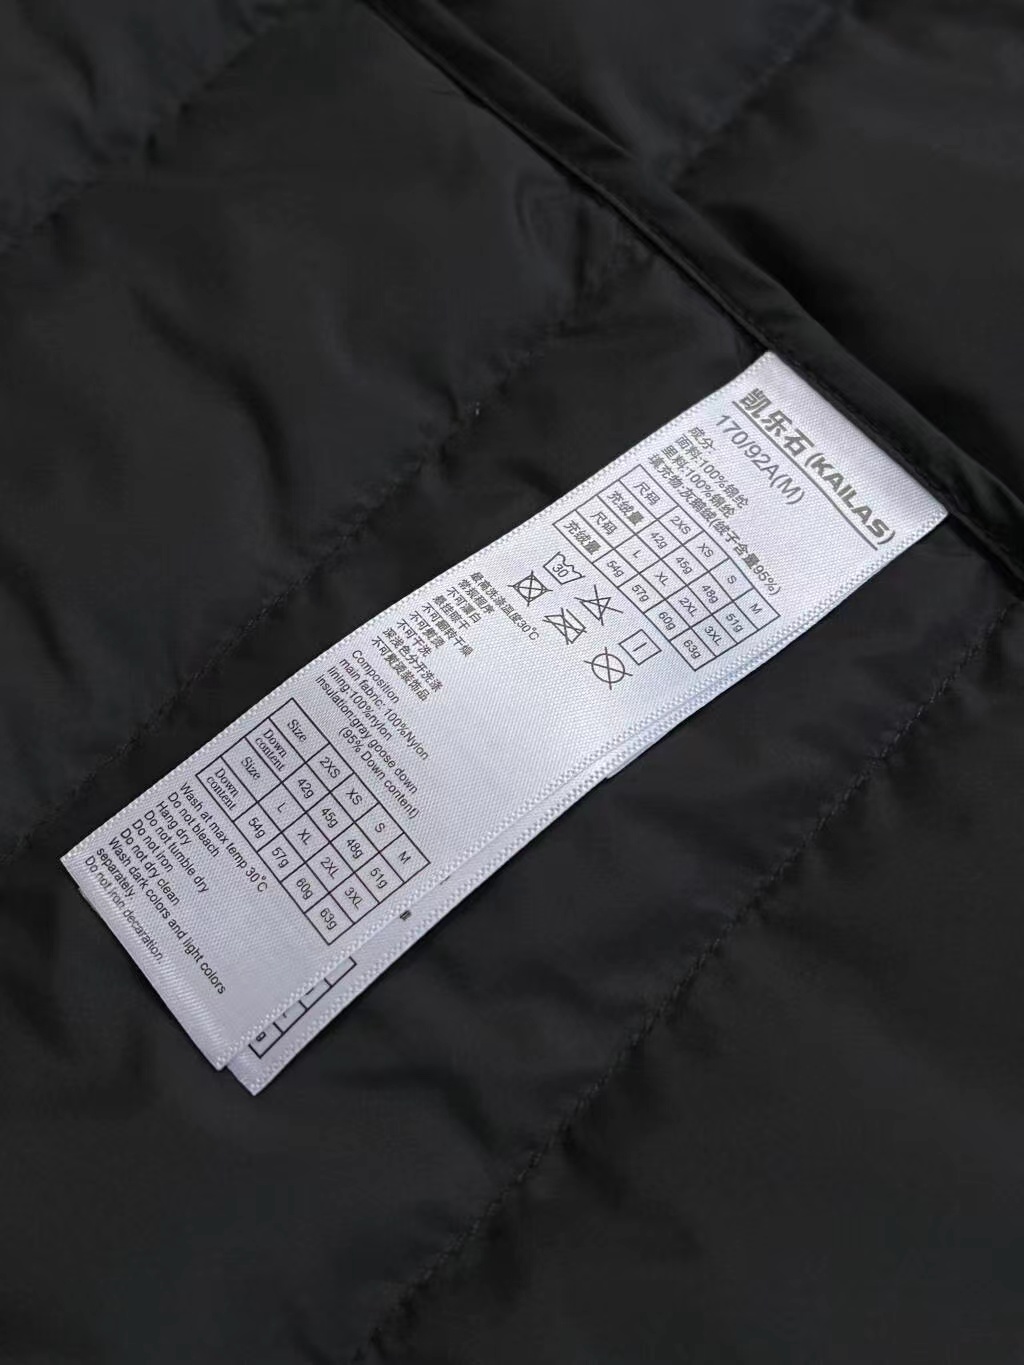 凯乐石(KAILAS)
170/92A(M)
成分:
面料:100%锦纶
里料:100%锦纶
填充物:灰鹅绒(绒子含量95%)
尺码 2XS XS S M
充绒量 42g 45g 48g 51g
尺码 L XL 2XL 3XL
充绒量 54g 57g 60g 63g
30
最高洗涤温度30℃
常规程序
不可漂白
悬挂晾干
不可翻转干燥
不可熨烫
不可干洗
深浅色分开洗涤
不可熨烫装饰品
Composition
main fabric: 100%Nylon
lining:100%nylon
Insulation:gray goose down
(95% Down content)
Size 2XS XS S M
Down content 42g 45g 48g 51g
Size L XL 2XL 3XL
Down content 54g 57g 60g 63g
Wash at max temp 30℃
Do not bleach
Hang dry
Do not tumble dry
Do not iron
Do not dry clean
Wash dark colors and light colors
separately.
Do not iron decaration.